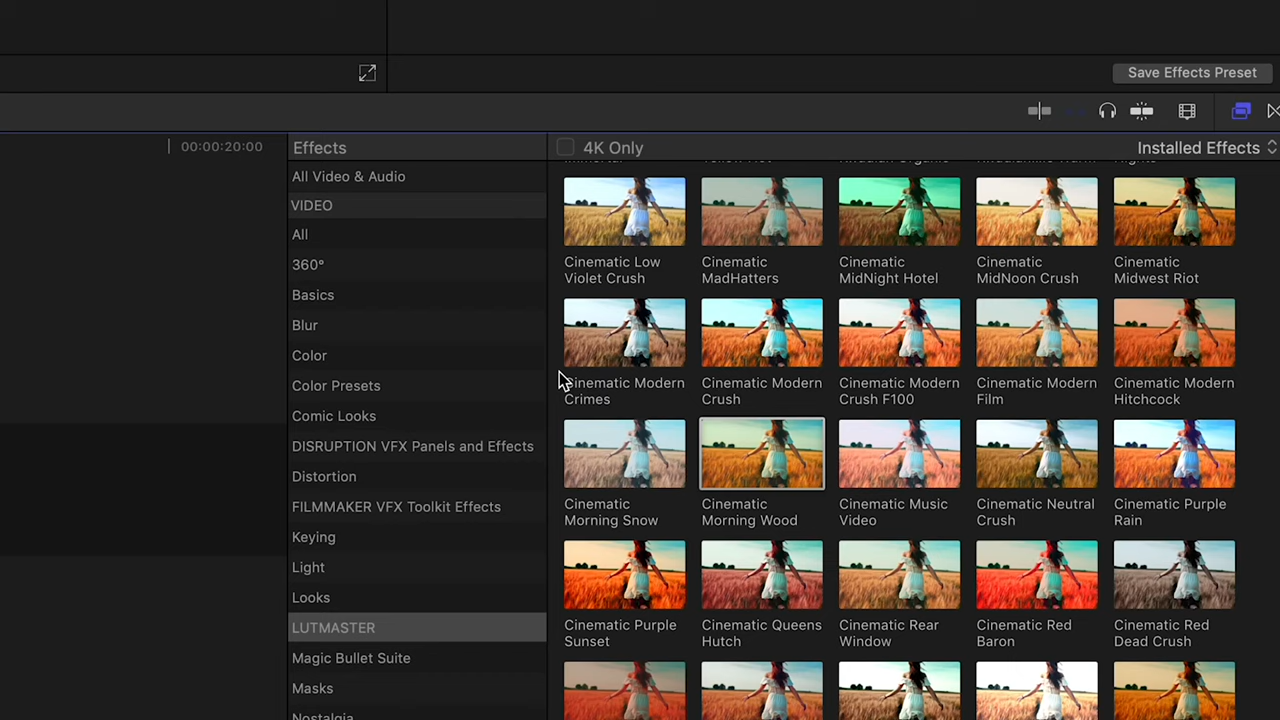 Save Effects Preset
00:00:20:00
Effects
4K Only
Installed Effects
All Video & Audio
VIDEO
All
360°
Basics
Blur
Color
Color Presets
Comic Looks
DISRUPTION VFX Panels and Effects
Distortion
FILMMAKER VFX Toolkit Effects
Keying
Light
Looks
LUTMASTER
Magic Bullet Suite
Masks
Nostalgia
Cinematic Low
Violet Crush
Cinematic
MadHatters
Cinematic
MidNight Hotel
Cinematic
MidNoon Crush
Cinematic
Midwest Riot
Cinematic Modern
Crimes
Cinematic Modern
Crush
Cinematic Modern
Crush F100
Cinematic Modern
Film
Cinematic Modern
Hitchcock
Cinematic
Morning Snow
Cinematic
Morning Wood
Cinematic Music
Video
Cinematic Neutral
Crush
Cinematic Purple
Rain
Cinematic Purple
Sunset
Cinematic Queens
Hutch
Cinematic Rear
Window
Cinematic Red
Baron
Cinematic Red
Dead Crush